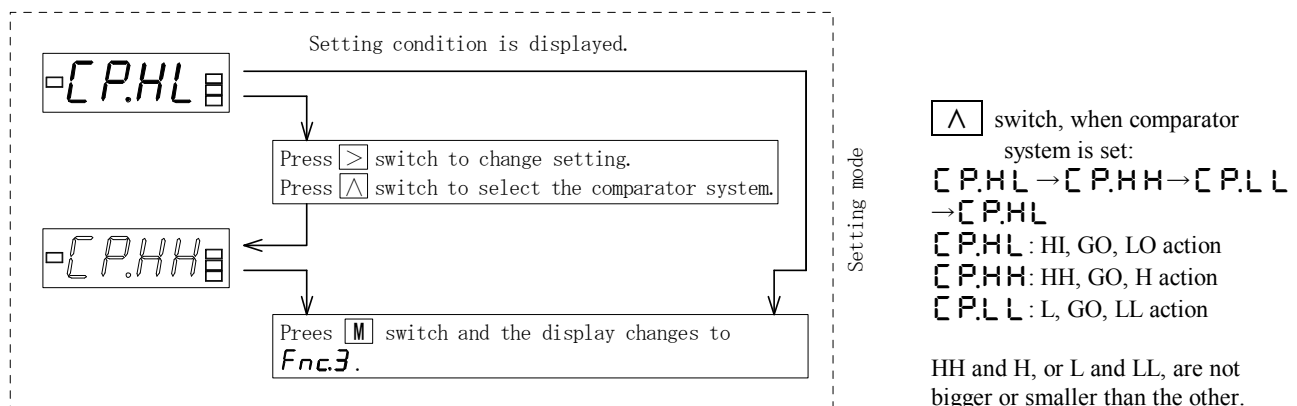 Setting condition is displayed.
CP.HL
Press > switch to change setting.
Press ∧ switch to select the comparator system.
CP.HH
Prees M switch and the display changes to
Fnc.3.
Setting mode
∧ switch, when comparator
system is set:
CP.HL→CP.HH→CP.LL
→CP.HL
CP.HL: HI, GO, LO action
CP.HH: HH, GO, H action
CP.LL: L, GO, LL action
HH and H, or L and LL, are not
bigger or smaller than the other.